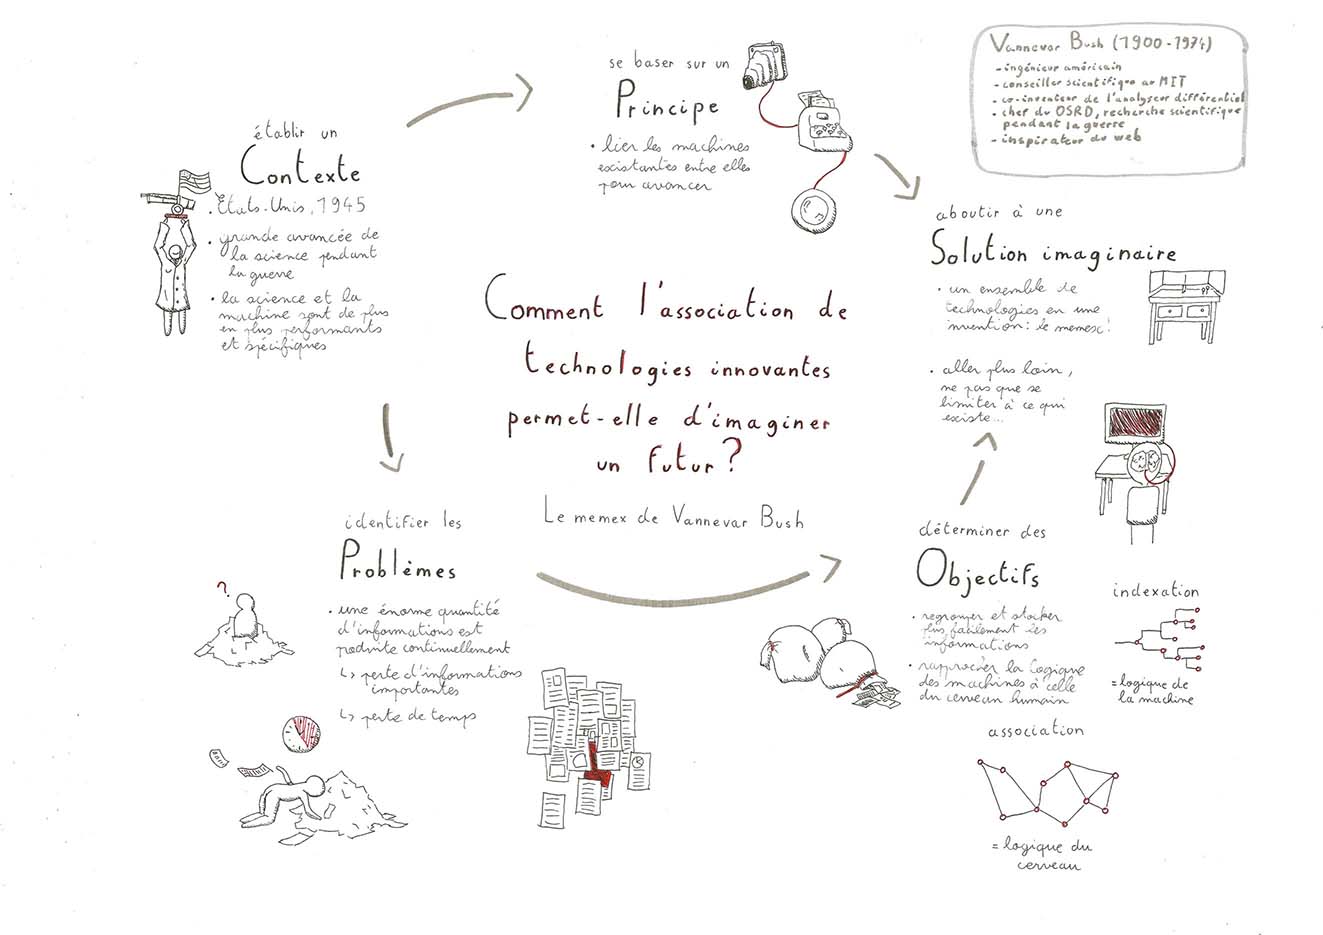 Vannevar Bush (1900-1974)
- ingénieur américain
- conseiller scientifique au MIT
- co-inventeur de l'analyseur différentiel
- chef du OSRD, recherche scientifique
pendant la guerre
- inspirateur du web
établir un
Contexte
• États-Unis, 1945
• grande avancée de
la science pendant
la guerre
• la science et la
machine sont de plus
en plus performants
et spécifiques
se baser sur un
Principe
• lier les machines
existantes entre elles
pour avancer
aboutir à une
Solution imaginaire
• un ensemble de
technologies en une
invention : le memex !
• aller plus loin,
ne pas que se
limiter à ce qui
existe...
Comment l'association de
technologies innovantes
permet-elle d'imaginer
un futur ?
Le memex de Vannevar Bush
identifier les
Problèmes
• une énorme quantité
d'informations est
produite continuellement
↳ perte d'informations
importantes
↳ perte de temps
?
déterminer des
Objectifs
• regrouper et stocker
plus facilement les
informations
• rapprocher la logique
des machines à celle
du cerveau humain
indexation
= logique de
la machine
association
= logique du
cerveau